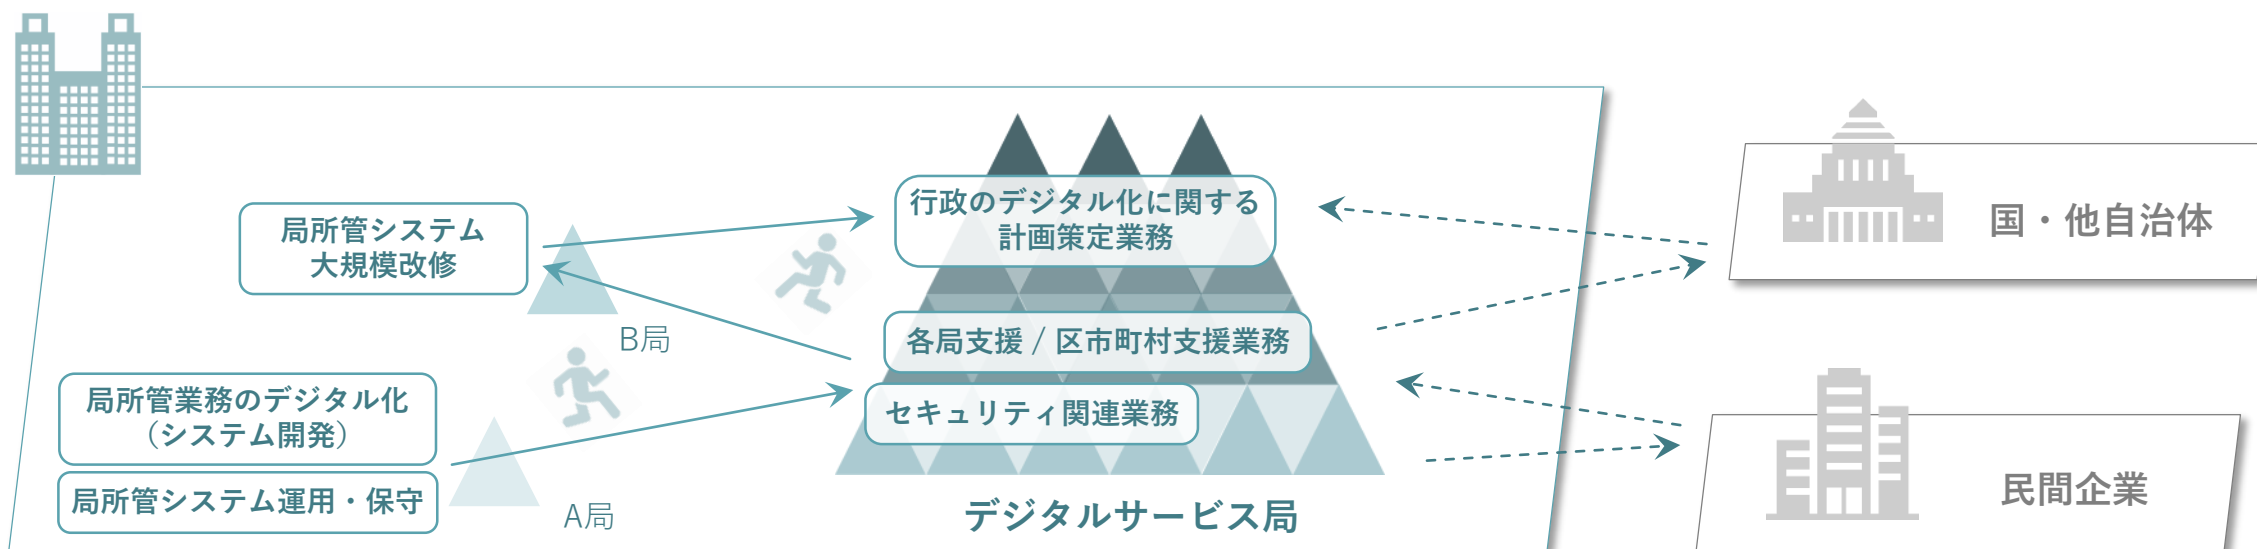 行政のデジタル化に関する
計画策定業務
局所管システム
大規模改修
国・他自治体
B局
各局支援 / 区市町村支援業務
局所管業務のデジタル化
（システム開発）
セキュリティ関連業務
局所管システム運用・保守
A局
デジタルサービス局
民間企業